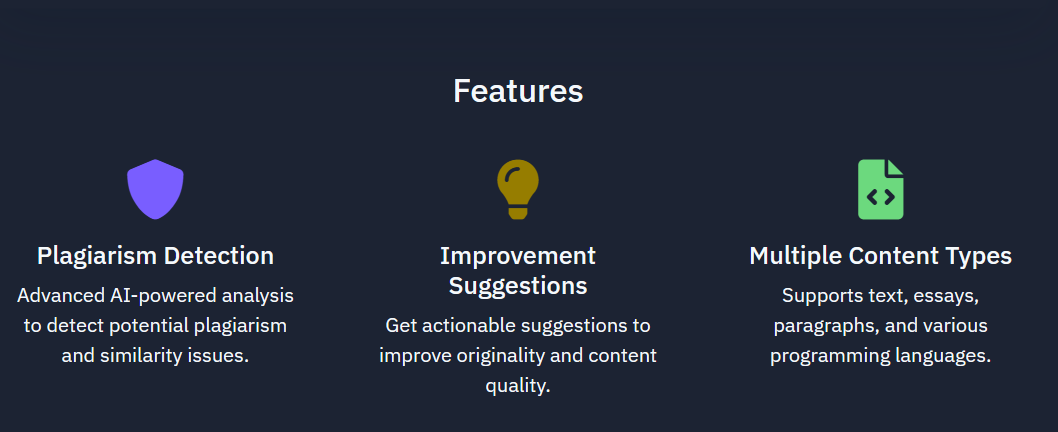 Features
Plagiarism Detection
Advanced AI-powered analysis
to detect potential plagiarism
and similarity issues.
Improvement
Suggestions
Get actionable suggestions to
improve originality and content
quality.
Multiple Content Types
Supports text, essays,
paragraphs, and various
programming languages.